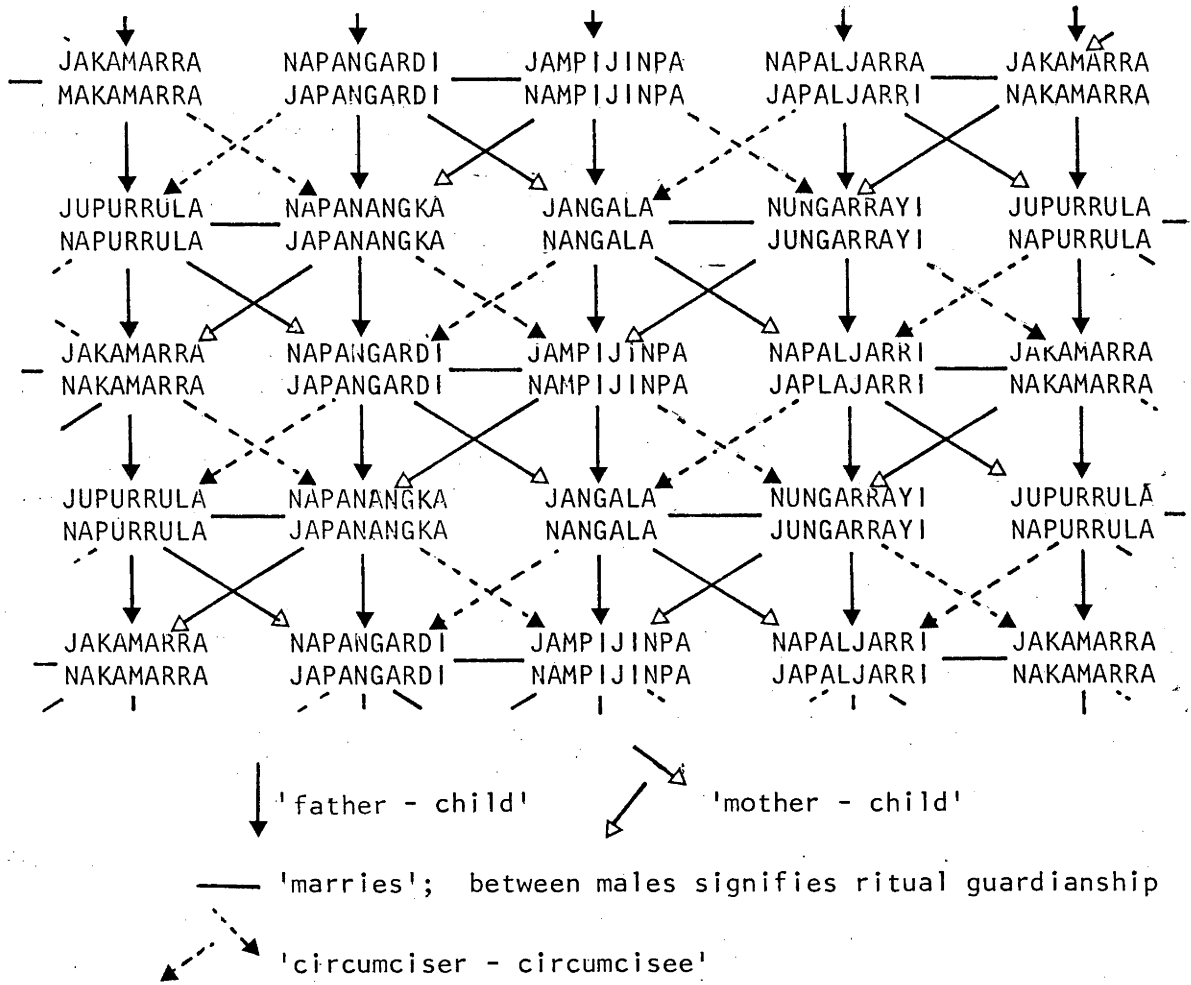 JAKAMARRA NAPANGARDI JAMPIJINPA NAPALJARRA JAKAMARRA
MAKAMARRA JAPANGARDI NAMPIJINPA JAPALJARRI NAKAMARRA
JUPURRULA NAPANANGKA JANGALA NUNGARRAYI JUPURRULA
NAPURRULA JAPANANGKA NANGALA JUNGARRAYI NAPURRULA
JAKAMARRA NAPANGARDI JAMPIJINPA NAPALJARRI JAKAMARRA
NAKAMARRA JAPANGARDI NAMPIJINPA JAPLAJARRI NAKAMARRA
JUPURRULA NAPANANGKA JANGALA NUNGARRAYI JUPURRULA
NAPURRULA JAPANANGKA NANGALA JUNGARRAYI NAPURRULA
JAKAMARRA NAPANGARDI JAMPIJINPA NAPALJARRI JAKAMARRA
NAKAMARRA JAPANGARDI NAMPIJINPA JAPALJARRI NAKAMARRA
'father - child' 'mother - child'
'marries'; between males signifies ritual guardianship
'circumciser - circumcisee'